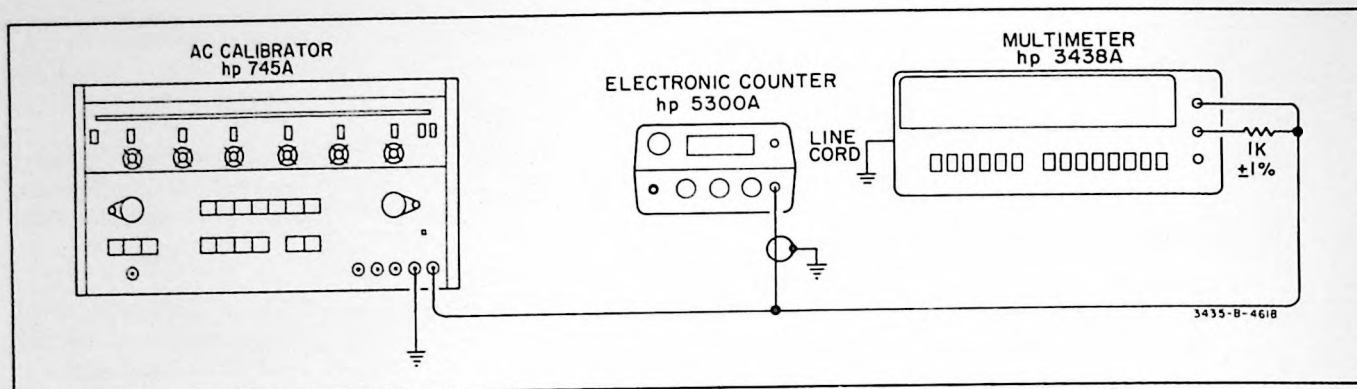 AC CALIBRATOR
hp 745A
ELECTRONIC COUNTER
hp 5300A
MULTIMETER
hp 3438A
LINE
CORD
1K
±1%
3435-B-4618